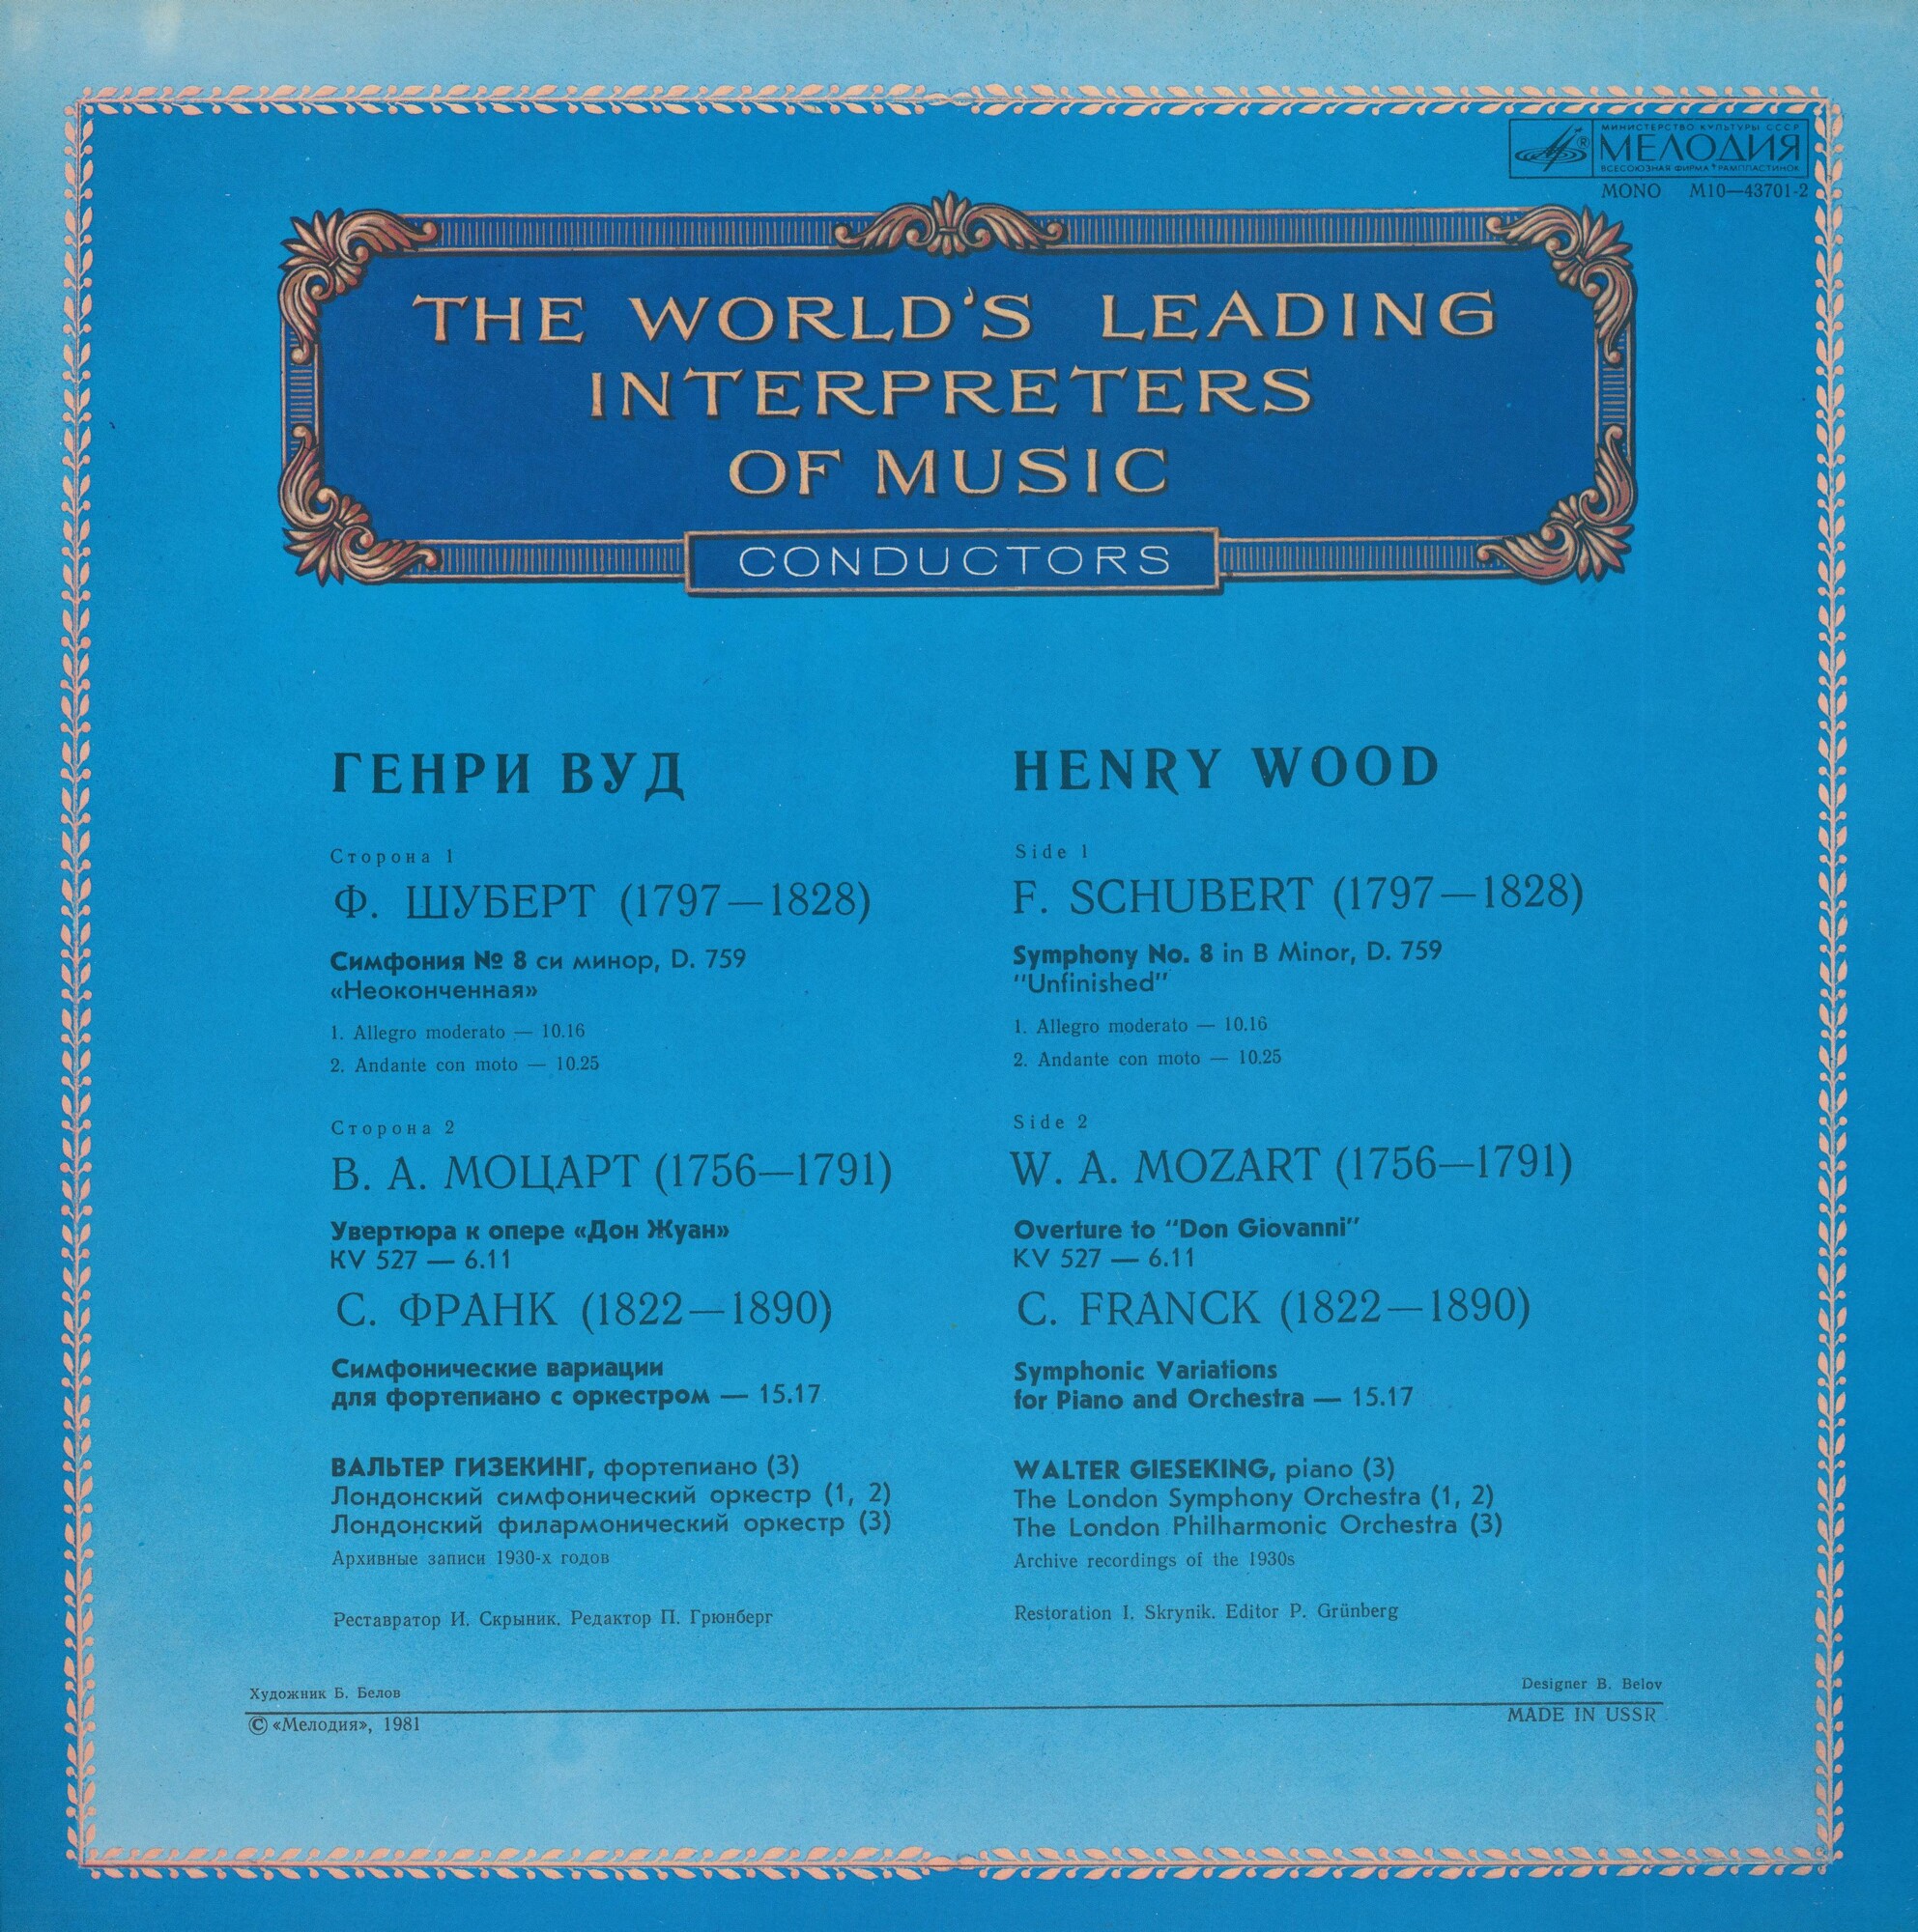 МИНИСТЕРСТВО КУЛЬТУРЫ СССР
МЕЛОДИЯ
ВСЕСОЮЗНАЯ ФИРМА ГРАМПЛАСТИНОК
MONO M10—43701-2
THE WORLD'S LEADING
INTERPRETERS
OF MUSIC
CONDUCTORS
ГЕНРИ ВУД
Сторона 1
Ф. ШУБЕРТ (1797—1828)
Симфония № 8 си минор, D. 759
«Неоконченная»
1. Allegro moderato — 10.16
2. Andante con moto — 10.25
Сторона 2
В. А. МОЦАРТ (1756—1791)
Увертюра к опере «Дон Жуан»
KV 527 — 6.11
С. ФРАНК (1822—1890)
Симфонические вариации
для фортепиано с оркестром — 15.17
ВАЛЬТЕР ГИЗЕКИНГ, фортепиано (3)
Лондонский симфонический оркестр (1, 2)
Лондонский филармонический оркестр (3)
Архивные записи 1930-х годов
Реставратор И. Скрыник. Редактор П. Грюнберг
HENRY WOOD
Side 1
F. SCHUBERT (1797—1828)
Symphony No. 8 in B Minor, D. 759
"Unfinished"
1. Allegro moderato — 10.16
2. Andante con moto — 10.25
Side 2
W. A. MOZART (1756—1791)
Overture to "Don Giovanni"
KV 527 — 6.11
C. FRANCK (1822—1890)
Symphonic Variations
for Piano and Orchestra — 15.17
WALTER GIESEKING, piano (3)
The London Symphony Orchestra (1, 2)
The London Philharmonic Orchestra (3)
Archive recordings of the 1930s
Restoration I. Skrynik. Editor P. Grünberg
Художник Б. Белов
Designer B. Belov
© «Мелодия», 1981
MADE IN USSR